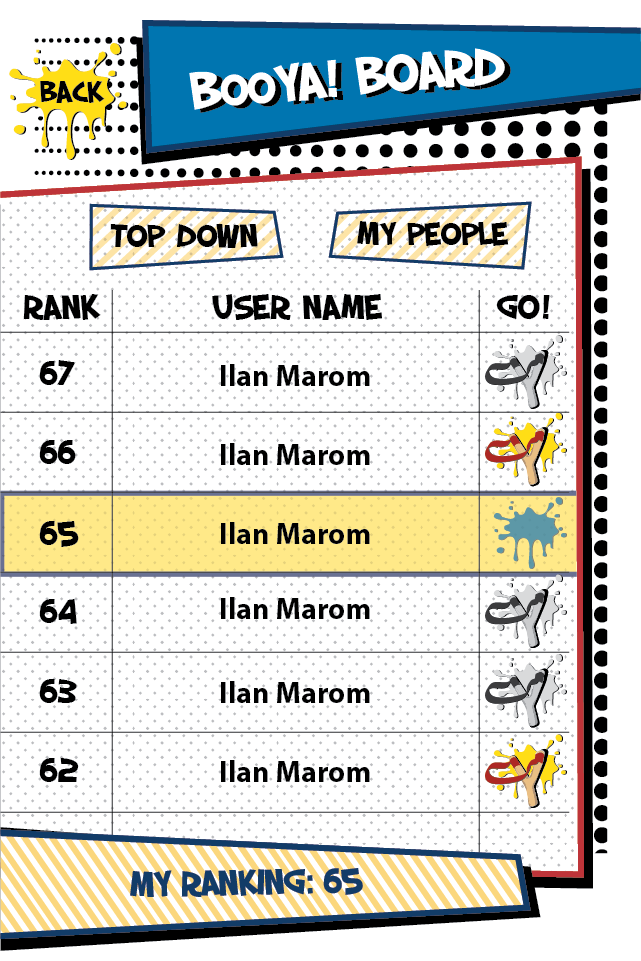 BACK
BOOYA! BOARD
TOP DOWN MY PEOPLE
RANK USER NAME GO!
67 Ilan Marom
66 Ilan Marom
65 Ilan Marom
64 Ilan Marom
63 Ilan Marom
62 Ilan Marom
MY RANKING: 65